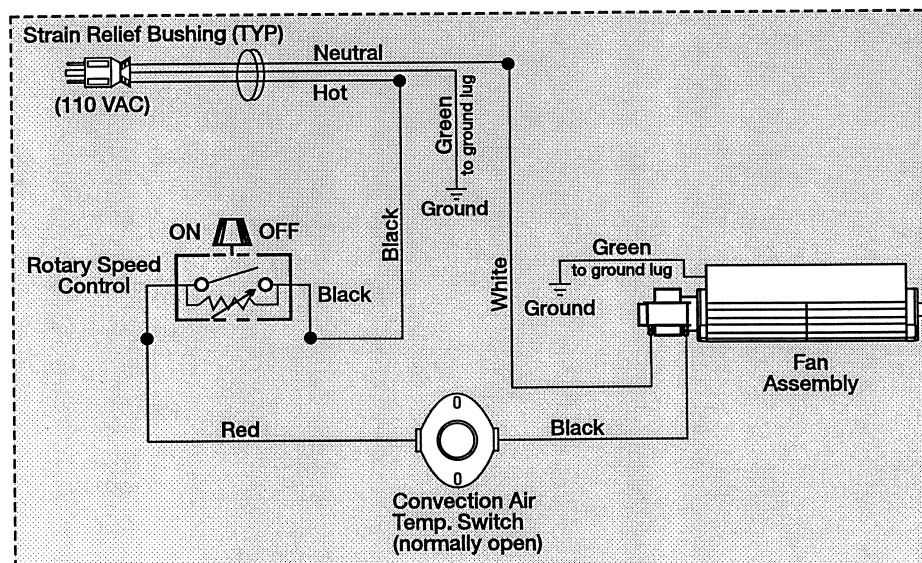 Strain Relief Bushing (TYP)
Neutral
Hot
(110 VAC)
Green
to ground lug
Ground
Black
White
ON
OFF
Rotary Speed
Control
Black
Green
to ground lug
Ground
Fan
Assembly
Red
Black
Convection Air
Temp. Switch
(normally open)